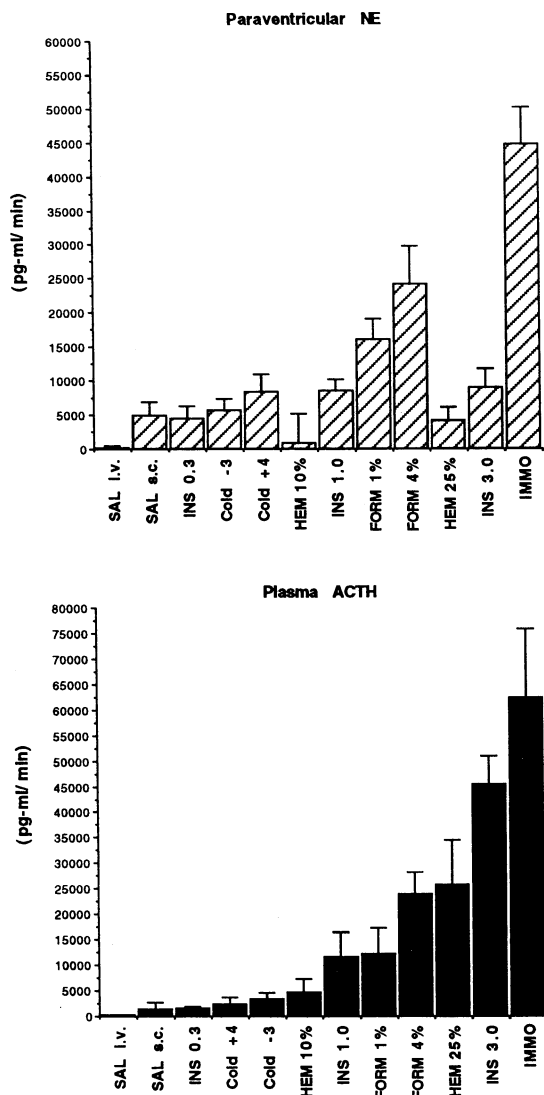 Paraventricular NE
60000
55000
50000
45000
40000
35000
30000
25000
20000
15000
10000
5000
0
(pg-ml/ min)
SAL I.v.
SAL s.c.
INS 0.3
Cold -3
Cold +4
HEM 10%
INS 1.0
FORM 1%
FORM 4%
HEM 25%
INS 3.0
IMMO
Plasma ACTH
80000
75000
70000
65000
60000
55000
50000
45000
40000
35000
30000
25000
20000
15000
10000
5000
0
(pg-ml/ min)
SAL I.v.
SAL s.c.
INS 0.3
Cold +4
Cold -3
HEM 10%
INS 1.0
FORM 1%
FORM 4%
HEM 25%
INS 3.0
IMMO